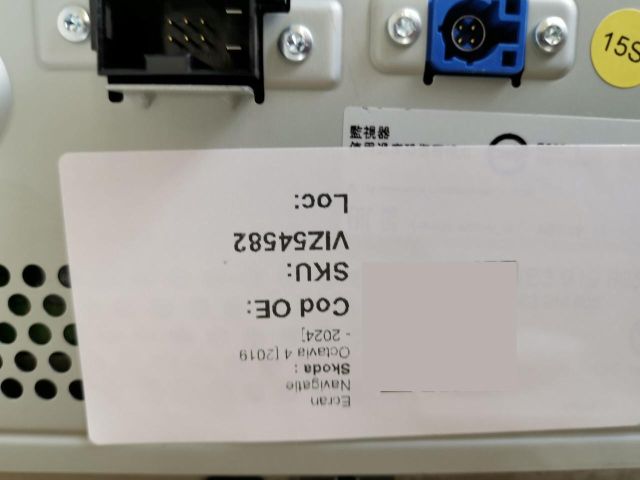 Ecran
Navigatie
Skoda :
Octavia 4 [2019
- 2024]
Cod OE:
SKU:
VIZ54582
Loc:
監視器
15S